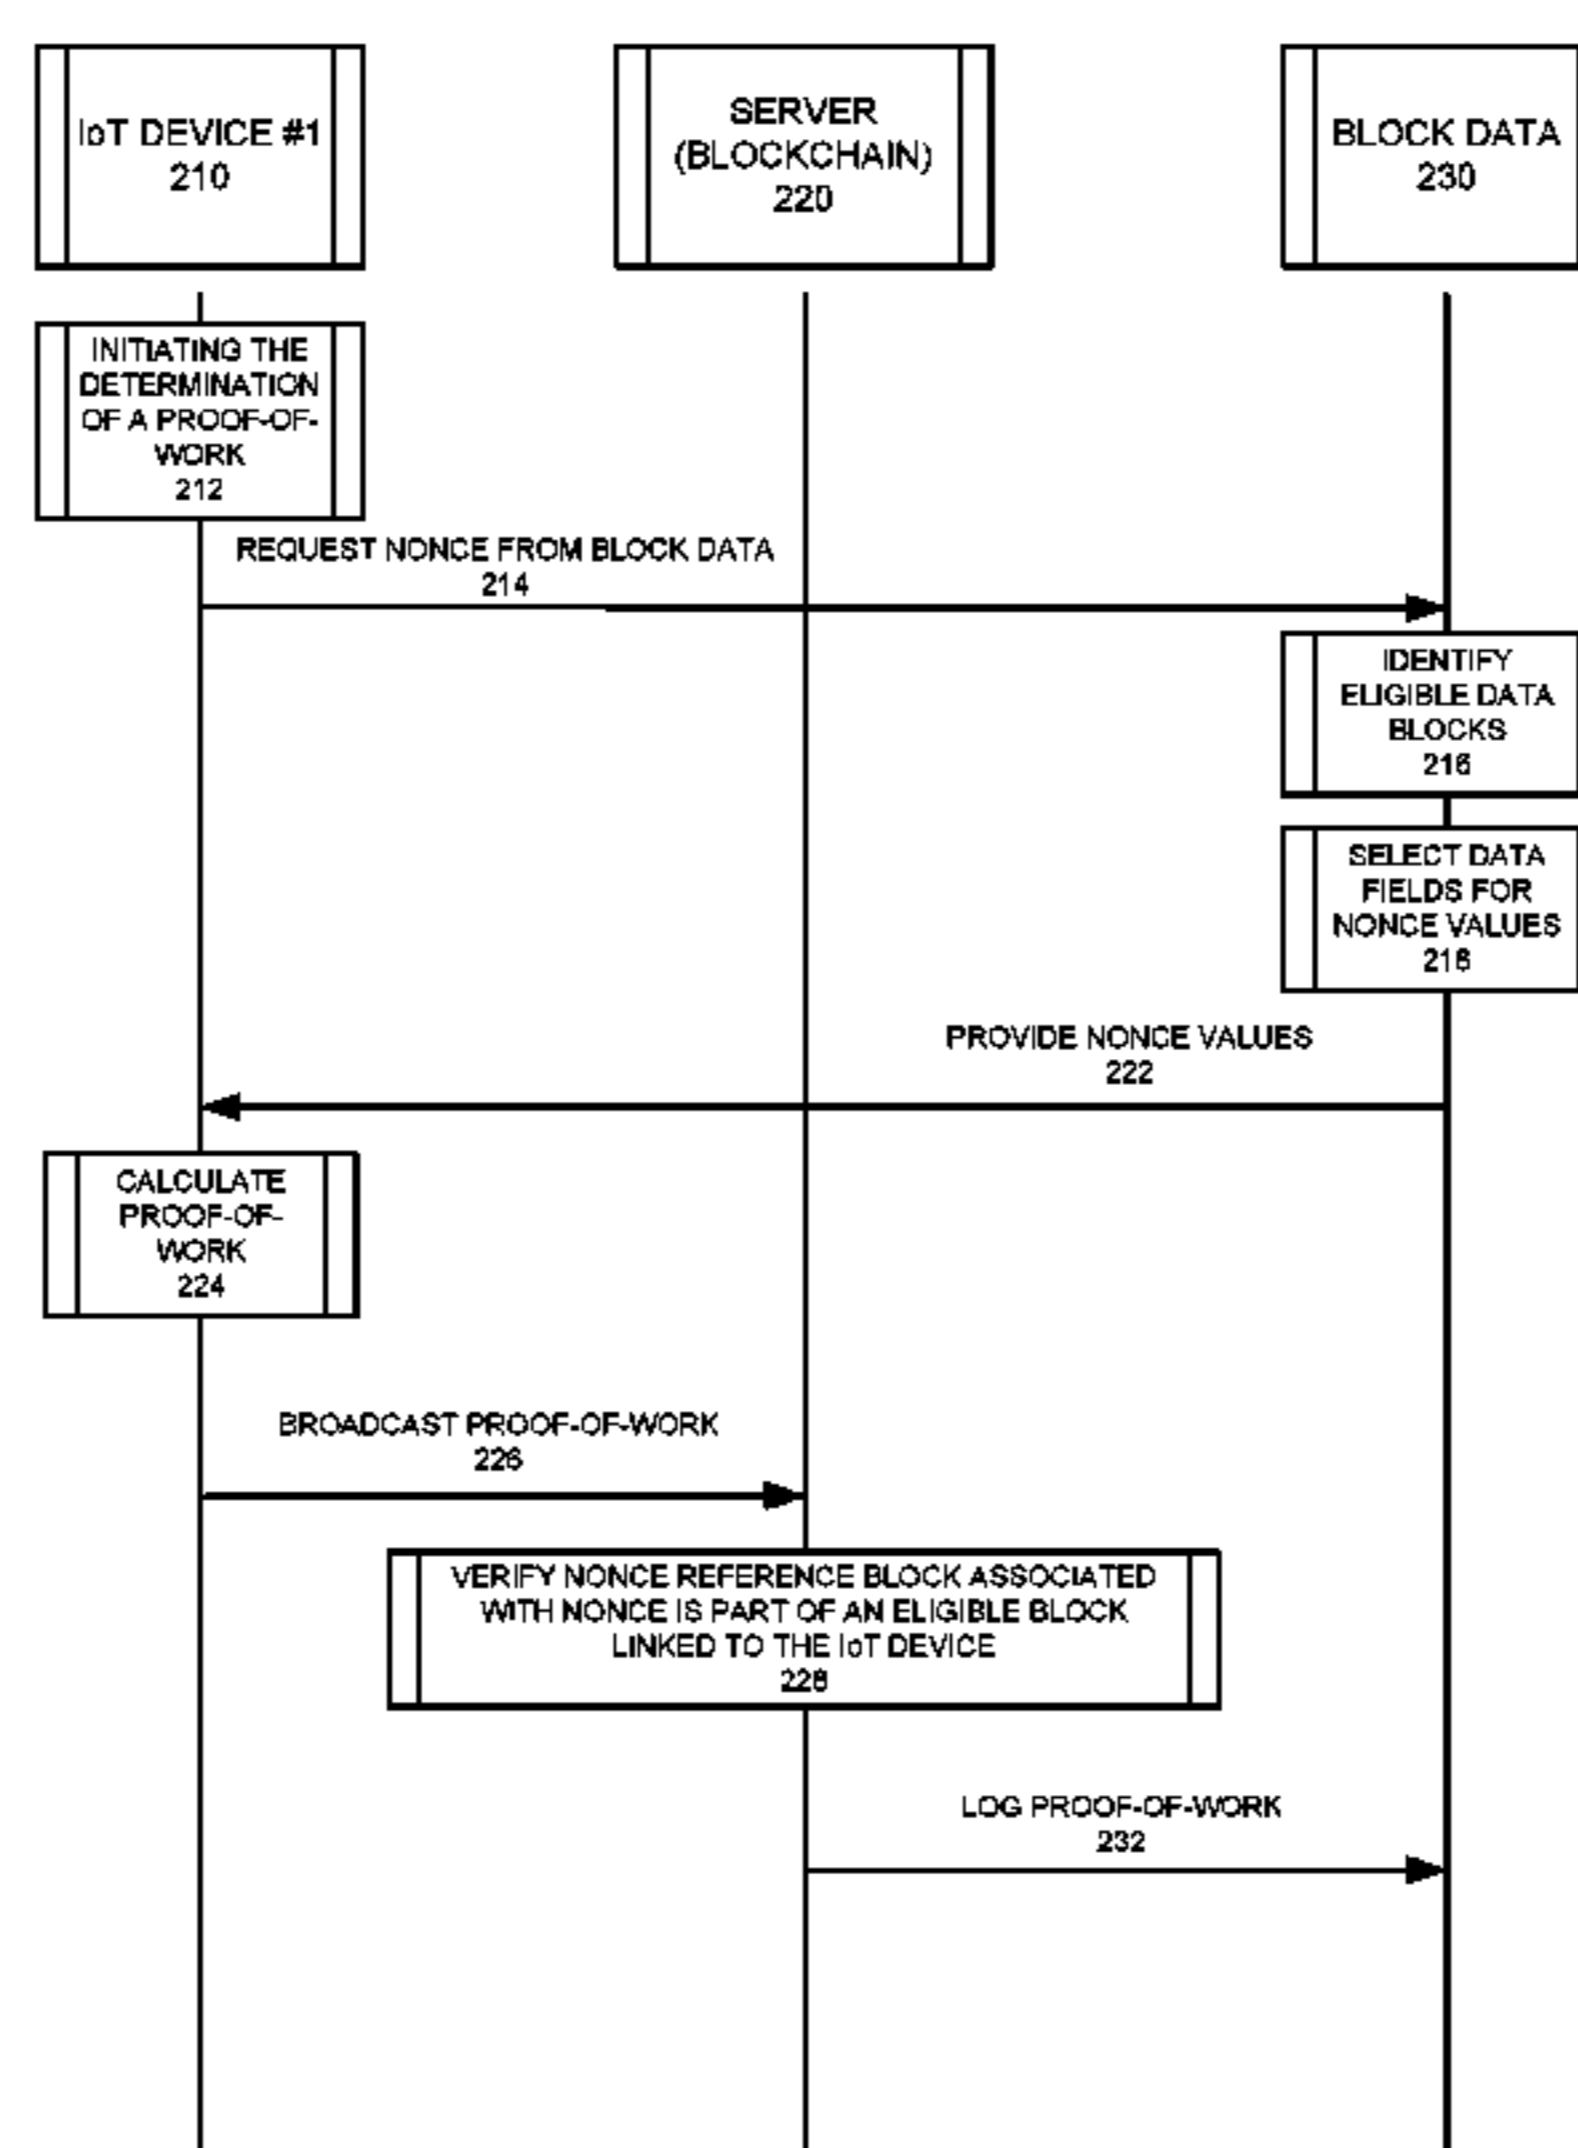 IoT DEVICE #1
210
SERVER
(BLOCKCHAIN)
220
BLOCK DATA
230
INITIATING THE
DETERMINATION
OF A PROOF-OF-
WORK
212
REQUEST NONCE FROM BLOCK DATA
214
IDENTIFY
ELIGIBLE DATA
BLOCKS
216
SELECT DATA
FIELDS FOR
NONCE VALUES
218
PROVIDE NONCE VALUES
222
CALCULATE
PROOF-OF-
WORK
224
BROADCAST PROOF-OF-WORK
226
VERIFY NONCE REFERENCE BLOCK ASSOCIATED
WITH NONCE IS PART OF AN ELIGIBLE BLOCK
LINKED TO THE IoT DEVICE
228
LOG PROOF-OF-WORK
232